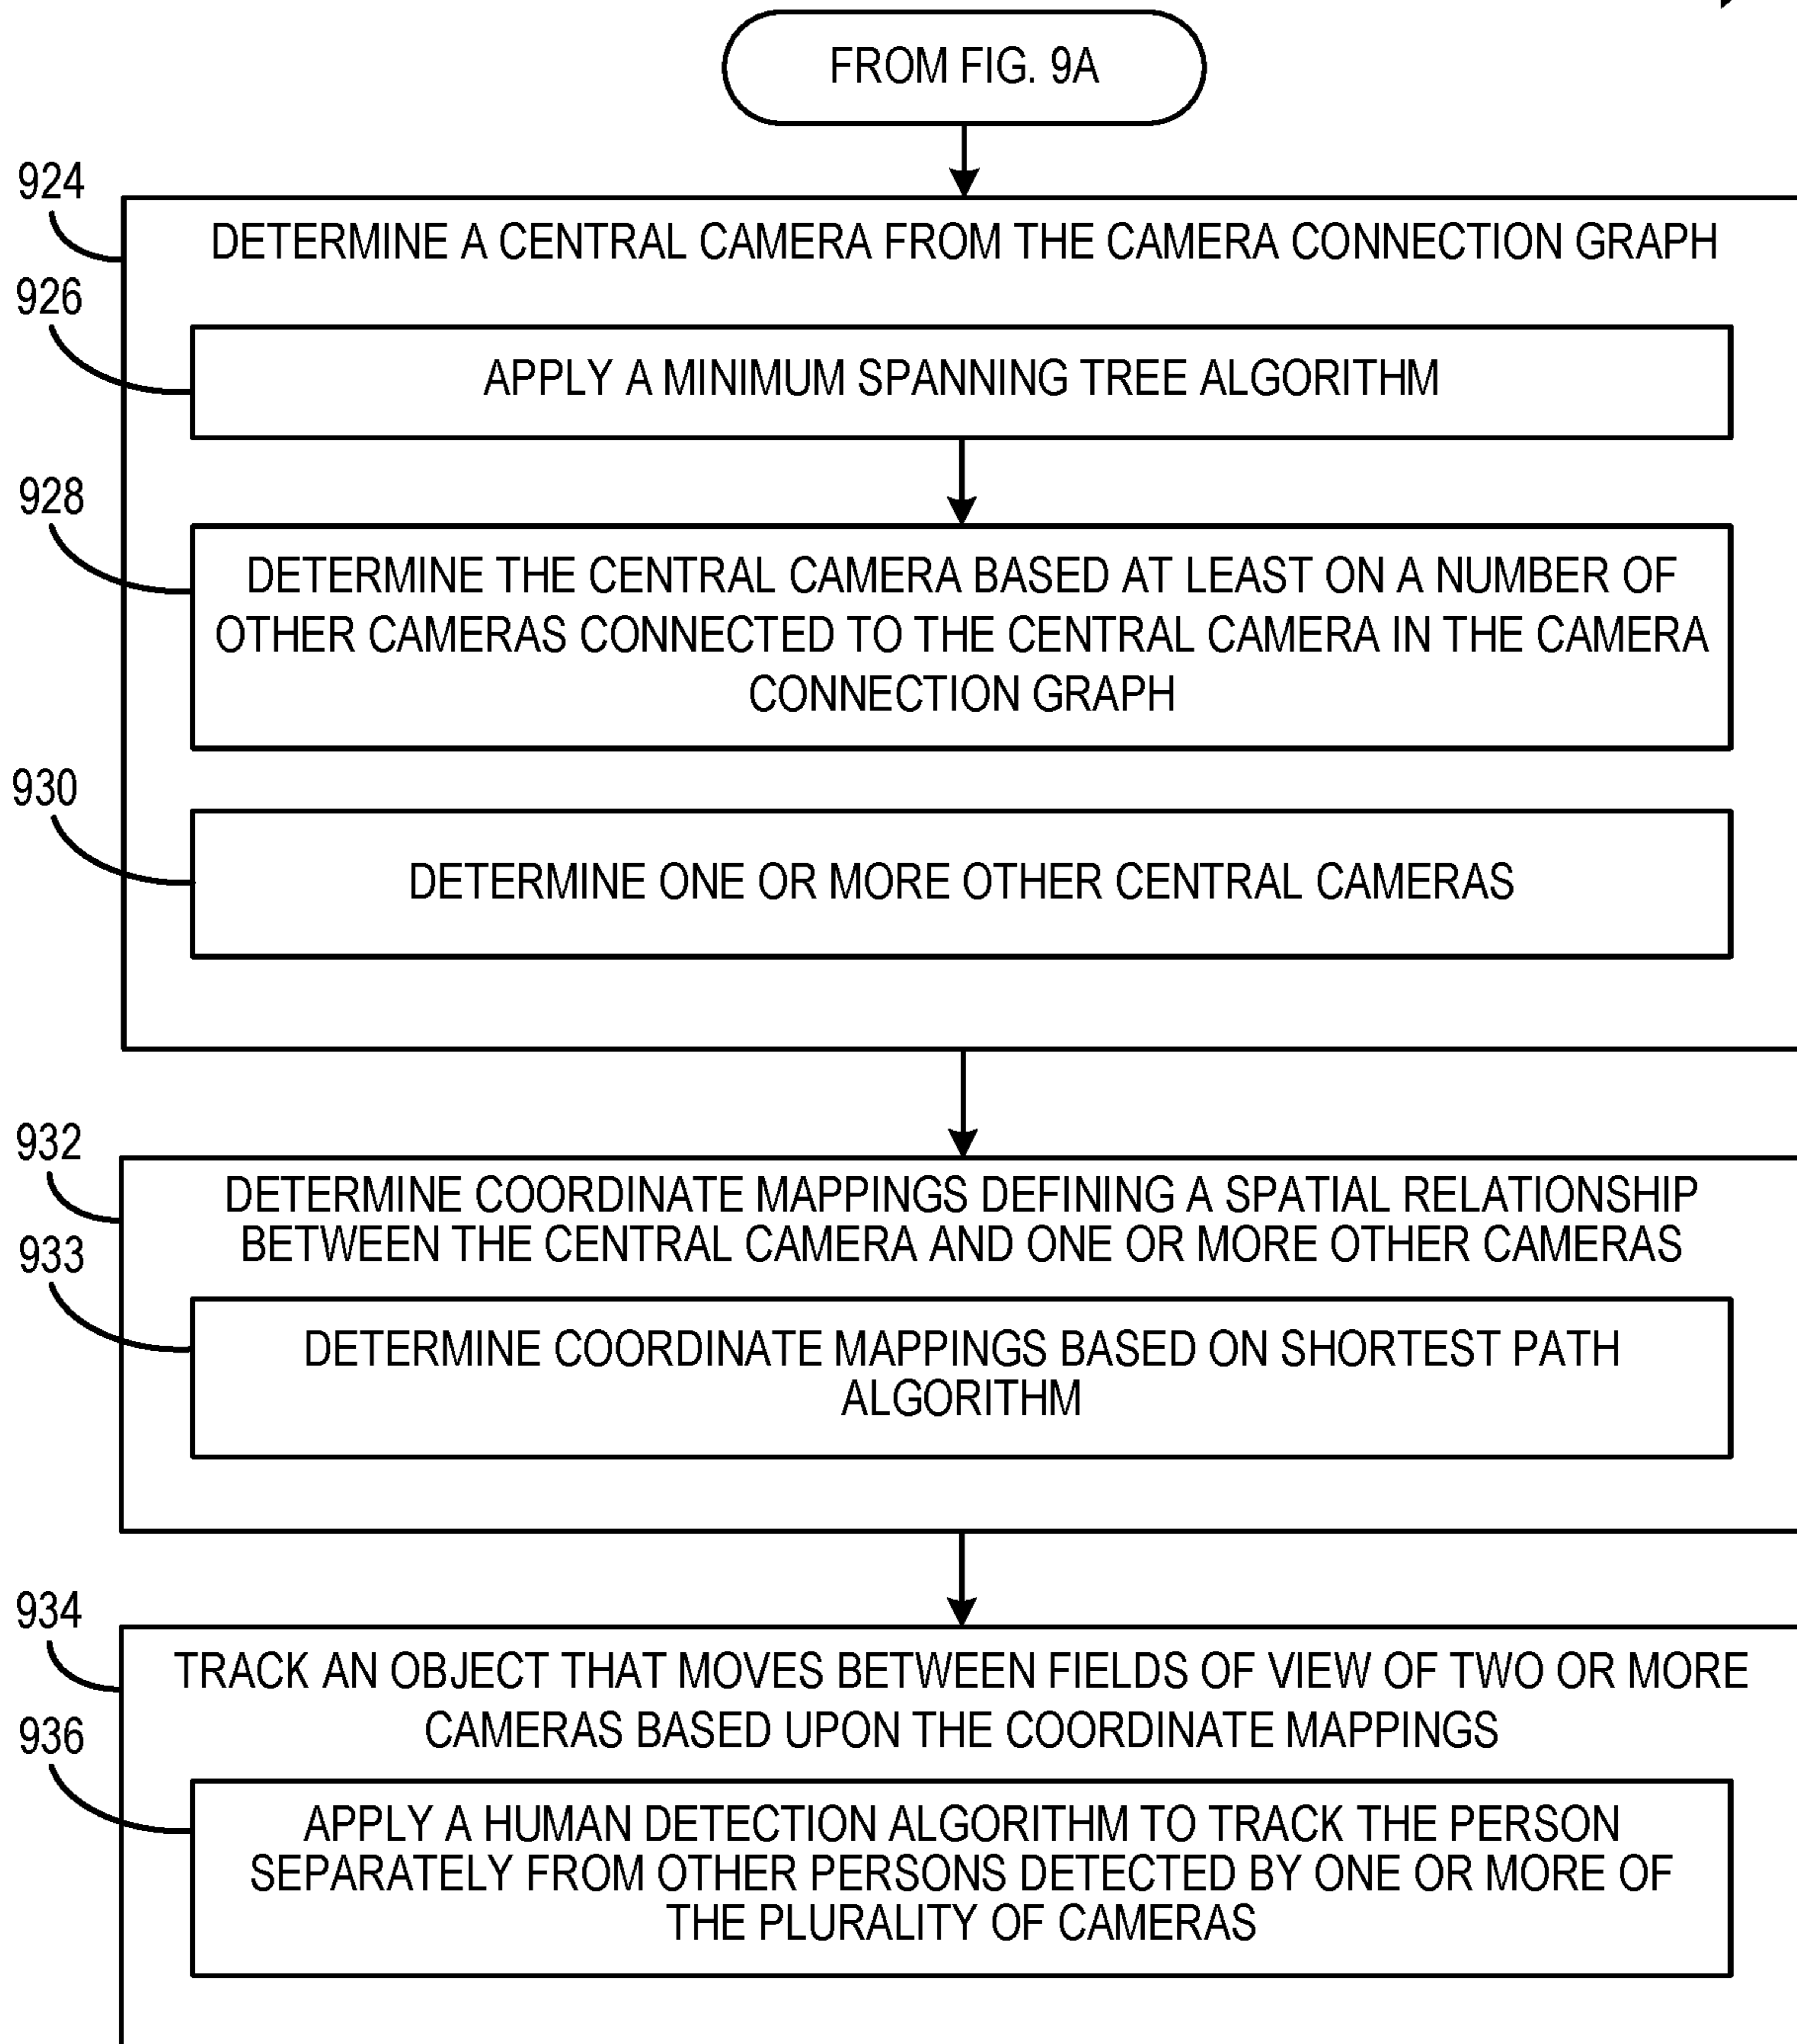 FROM FIG. 9A
924
DETERMINE A CENTRAL CAMERA FROM THE CAMERA CONNECTION GRAPH
926
APPLY A MINIMUM SPANNING TREE ALGORITHM
928
DETERMINE THE CENTRAL CAMERA BASED AT LEAST ON A NUMBER OF
OTHER CAMERAS CONNECTED TO THE CENTRAL CAMERA IN THE CAMERA
CONNECTION GRAPH
930
DETERMINE ONE OR MORE OTHER CENTRAL CAMERAS
932
DETERMINE COORDINATE MAPPINGS DEFINING A SPATIAL RELATIONSHIP
BETWEEN THE CENTRAL CAMERA AND ONE OR MORE OTHER CAMERAS
933
DETERMINE COORDINATE MAPPINGS BASED ON SHORTEST PATH
ALGORITHM
934
TRACK AN OBJECT THAT MOVES BETWEEN FIELDS OF VIEW OF TWO OR MORE
CAMERAS BASED UPON THE COORDINATE MAPPINGS
936
APPLY A HUMAN DETECTION ALGORITHM TO TRACK THE PERSON
SEPARATELY FROM OTHER PERSONS DETECTED BY ONE OR MORE OF
THE PLURALITY OF CAMERAS